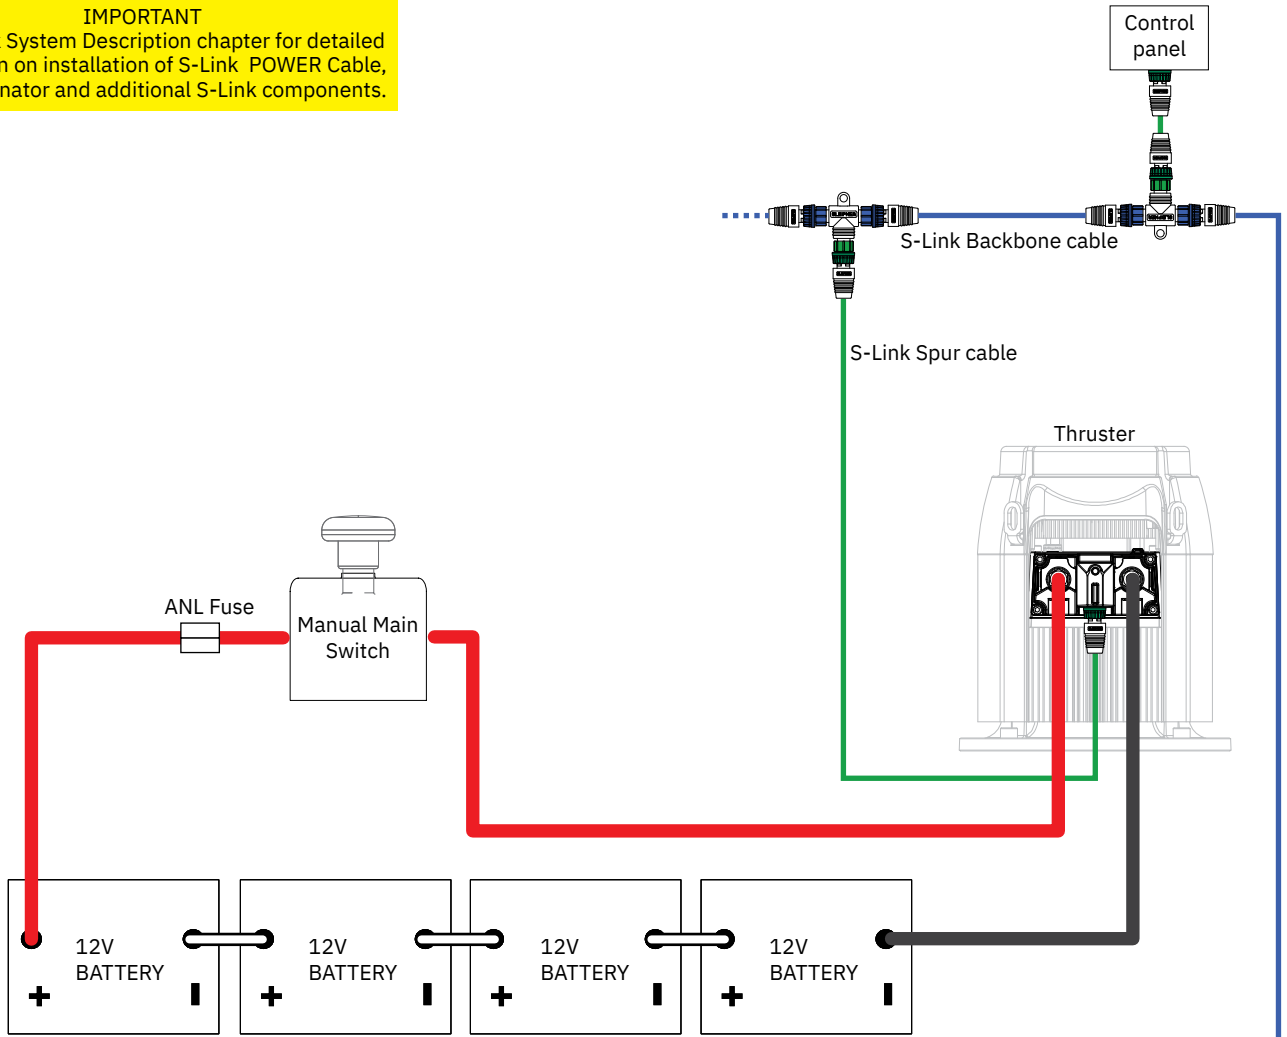 IMPORTANT
System Description chapter for detailed
on installation of S-Link POWER Cable,
and additional S-Link components.
Control
panel
S-Link Backbone cable
S-Link Spur cable
Thruster
ANL Fuse
Manual Main
Switch
12V
BATTERY
+
12V
BATTERY
+
12V
BATTERY
+
12V
BATTERY
+